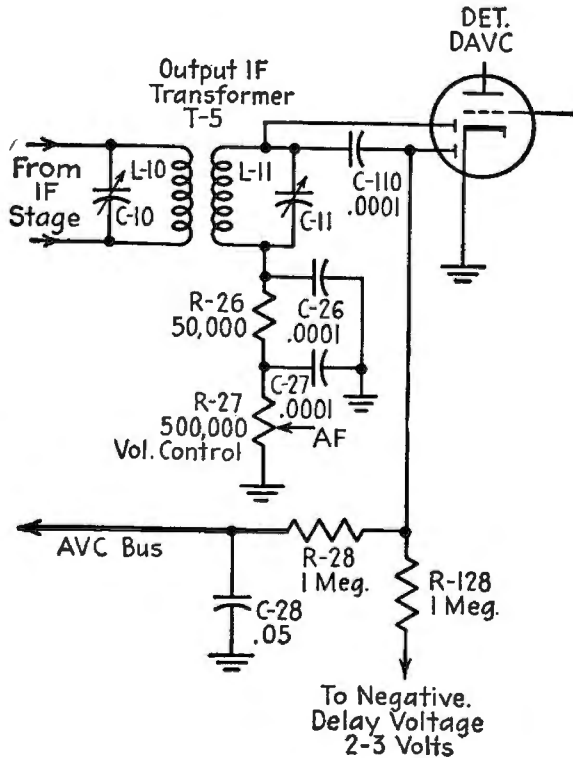 DET.
DAVC
Output IF
Transformer
T-5
From
IF
Stage
L-10
C-10
L-11
C-11
C-110
.0001
R-26
50,000
C-26
.0001
C-27
.0001
R-27
500,000
Vol. Control
AF
AVC Bus
R-28
1 Meg.
R-128
1 Meg.
C-28
.05
To Negative.
Delay Voltage
2-3 Volts